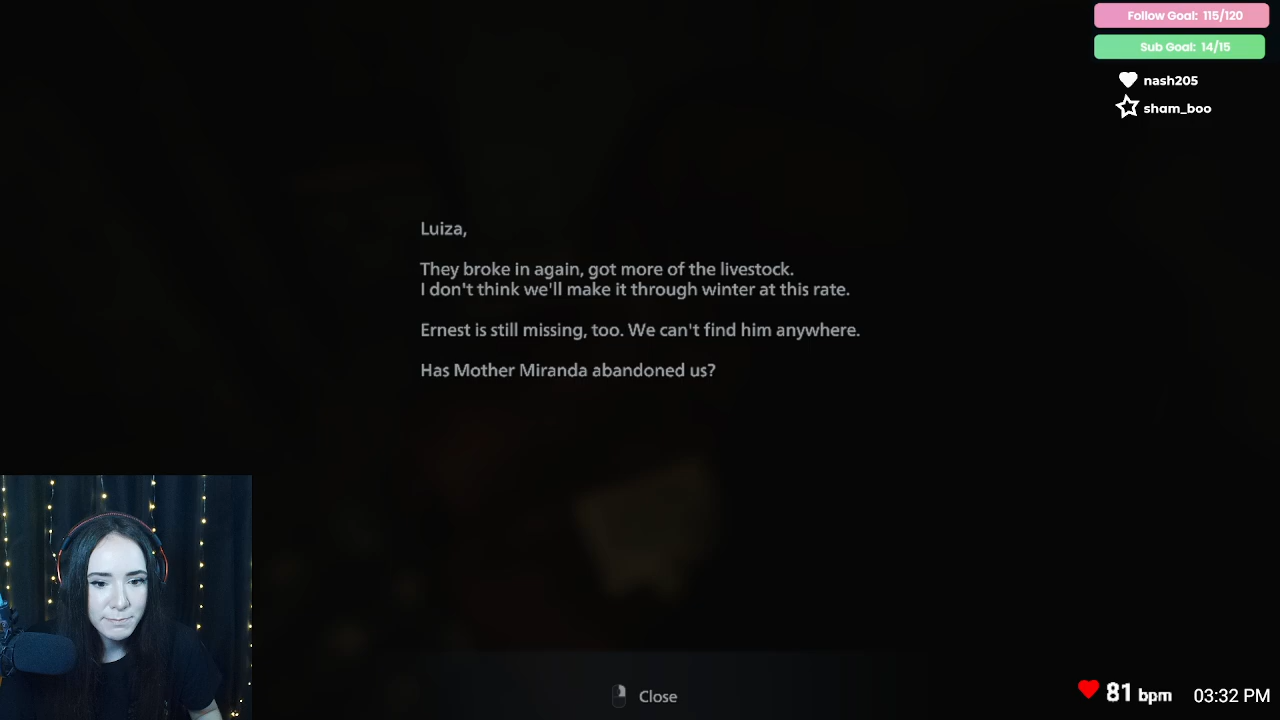 Follow Goal: 115/120
Sub Goal: 14/15
nash205
sham_boo
Luiza,
They broke in again, got more of the livestock.
I don't think we'll make it through winter at this rate.
Ernest is still missing, too. We can't find him anywhere.
Has Mother Miranda abandoned us?
Close
81 bpm
03:32 PM